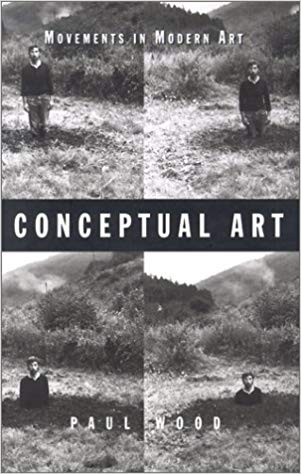 MOVEMENTS IN MODERN ART
CONCEPTUAL ART
PAUL WOOD